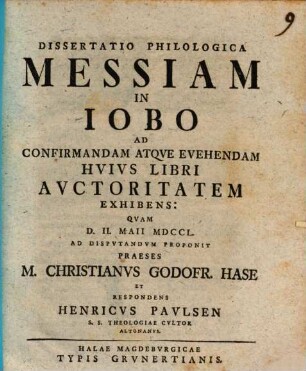 9
DISSERTATIO PHILOLOGICA
MESSIAM
IN
IOBO
AD
CONFIRMANDAM ATQVE EVEHENDAM
HVIVS LIBRI
AVCTORITATEM
EXHIBENS:
QVAM
D. II. MAII MDCCL.
AD DISPVTANDVM PROPONIT
PRAESES
M. CHRISTIANVS GODOFR. HASE
ET
RESPONDENS
HENRICVS PAVLSEN
S. S. THEOLOGIAE CVLTOR
ALTONANVS.
HALAE MAGDEBVRGICAE
TYPIS GRVNERTIANIS.